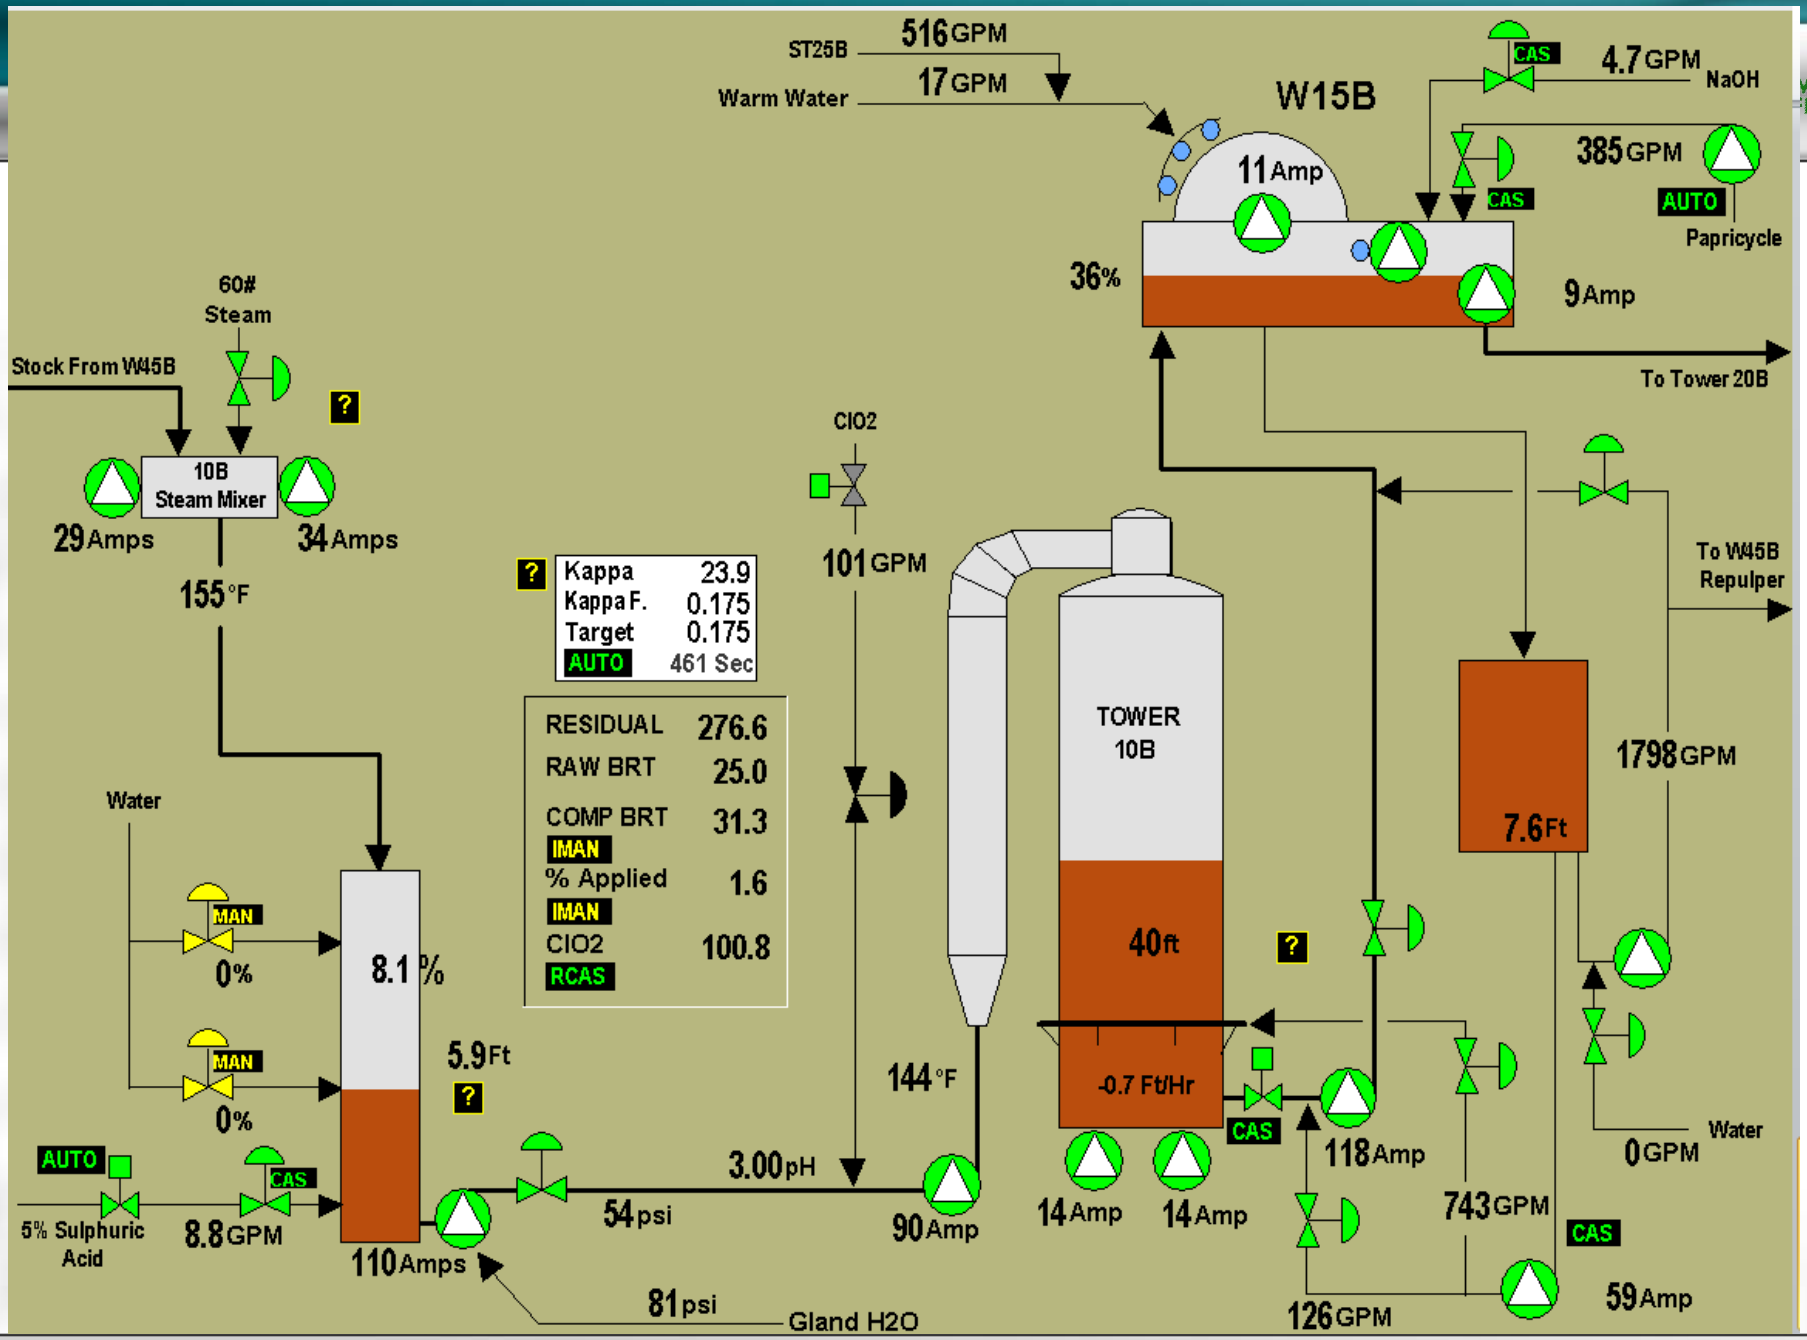 516 GPM
ST25B
17 GPM
Warm Water
W15B
CAS
4.7 GPM
NaOH
385 GPM
CAS
AUTO
Papricycle
11 Amp
36%
9 Amp
To Tower 20B
60#
Steam
Stock From W45B
?
10B
Steam Mixer
29 Amps
34 Amps
155 °F
ClO2
101 GPM
?
Kappa 23.9
Kappa F. 0.175
Target 0.175
AUTO 461 Sec
RESIDUAL 276.6
RAW BRT 25.0
COMP BRT 31.3
IMAN
% Applied 1.6
IMAN
ClO2 100.8
RCAS
TOWER
10B
40 ft
?
-0.7 Ft/Hr
To W45B
Repulper
1798 GPM
7.6 Ft
Water
MAN
0%
8.1 %
MAN
0%
5.9 Ft
?
AUTO
CAS
5% Sulphuric
Acid
8.8 GPM
110 Amps
54 psi
3.00 pH
144 °F
90 Amp
81 psi
Gland H2O
14 Amp
14 Amp
CAS
118 Amp
743 GPM
126 GPM
CAS
59 Amp
Water
0 GPM